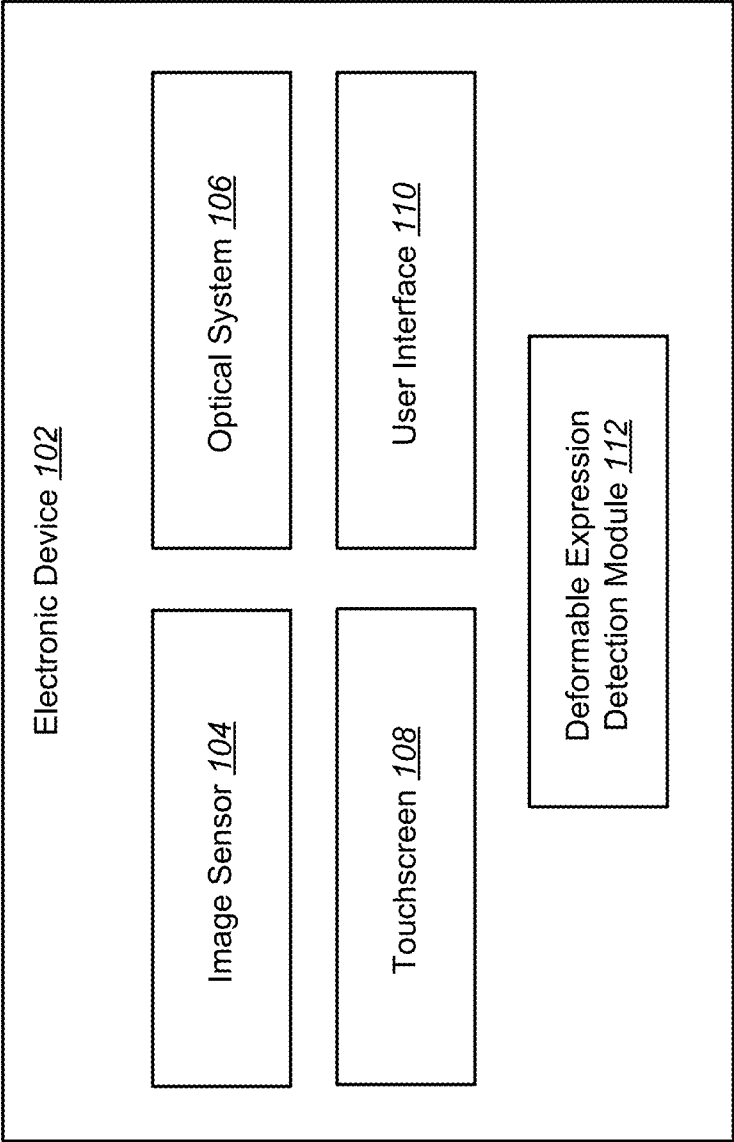 Electronic Device 102
Image Sensor 104
Optical System 106
Touchscreen 108
User Interface 110
Deformable Expression
Detection Module 112